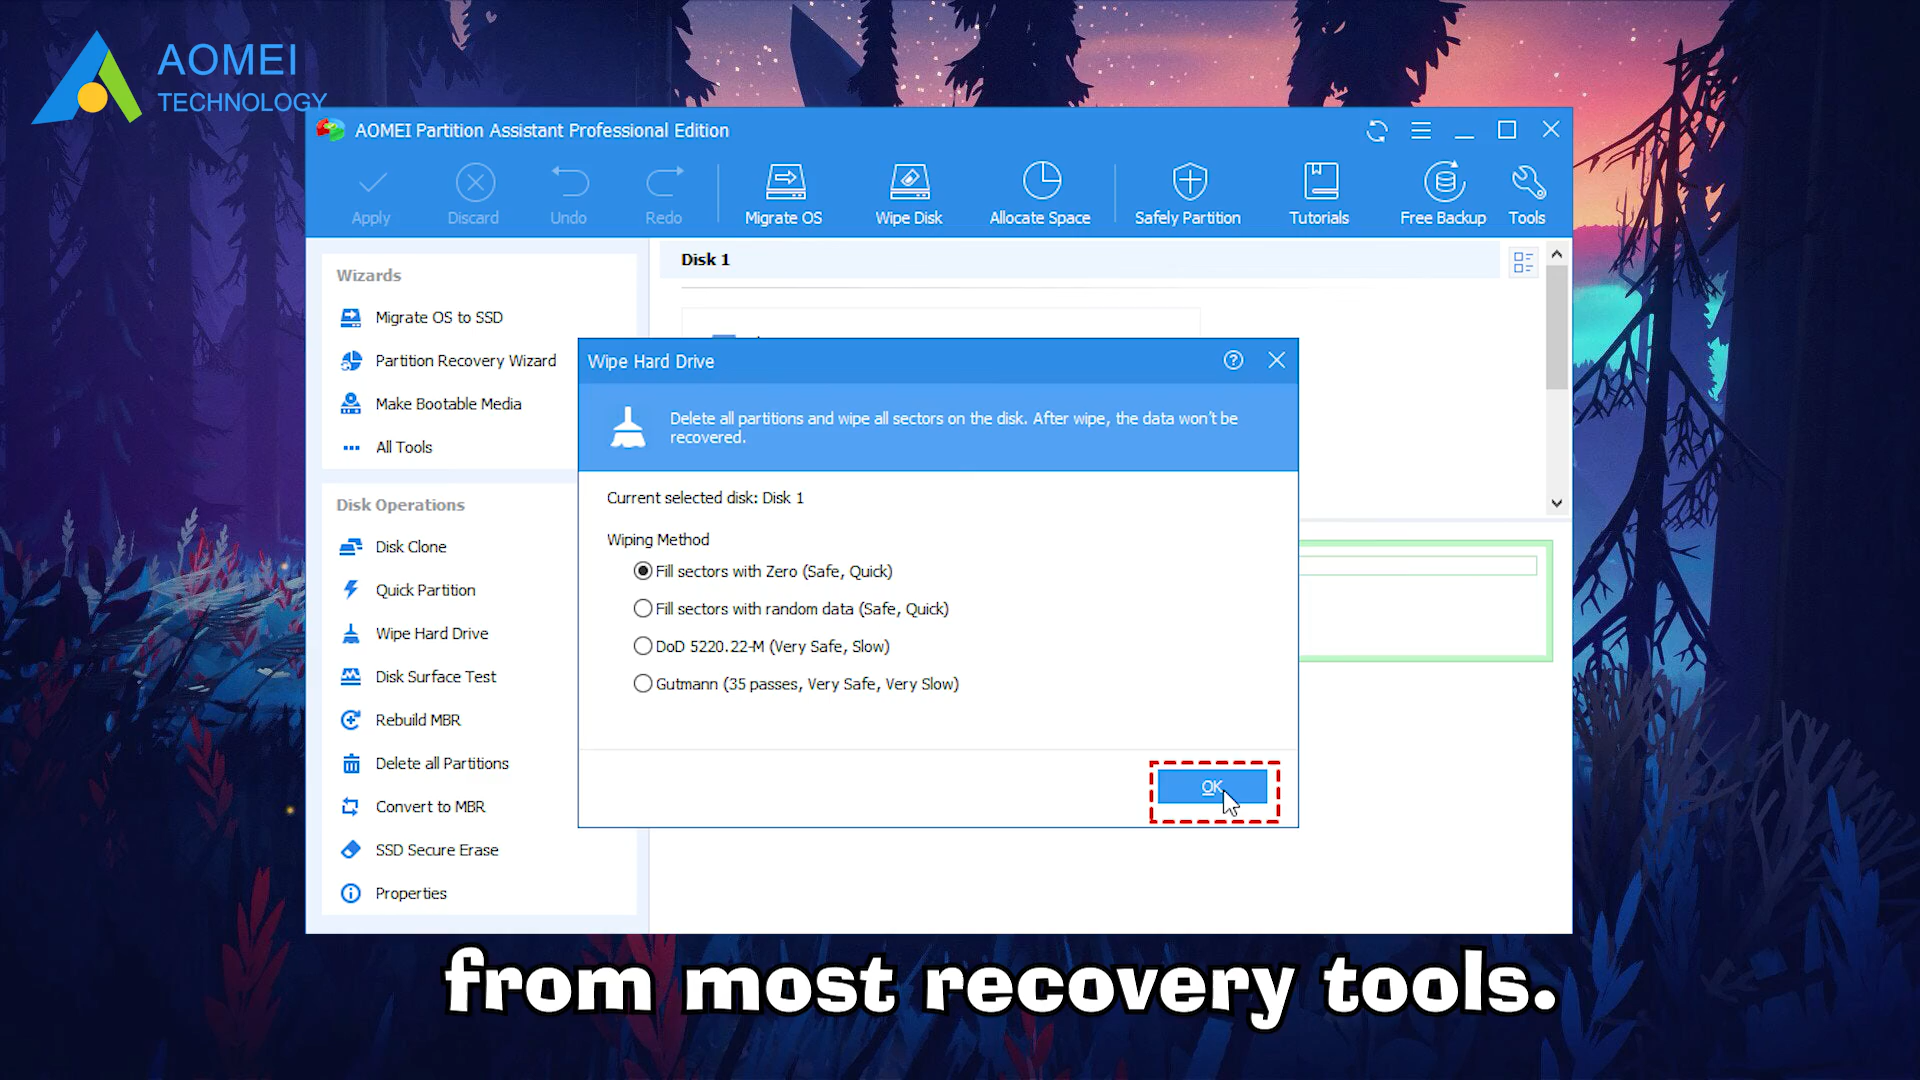 AOMEI
TECHNOLOGY
AOMEI Partition Assistant Professional Edition
Apply
Discard
Undo
Redo
Migrate OS
Wipe Disk
Allocate Space
Safely Partition
Tutorials
Free Backup
Tools
Wizards
Migrate OS to SSD
Partition Recovery Wizard
Make Bootable Media
All Tools
Disk Operations
Disk Clone
Quick Partition
Wipe Hard Drive
Disk Surface Test
Rebuild MBR
Delete all Partitions
Convert to MBR
SSD Secure Erase
Properties
Disk 1
Wipe Hard Drive
Delete all partitions and wipe all sectors on the disk. After wipe, the data won't be
recovered.
Current selected disk: Disk 1
Wiping Method
Fill sectors with Zero (Safe, Quick)
Fill sectors with random data (Safe, Quick)
DoD 5220.22-M (Very Safe, Slow)
Gutmann (35 passes, Very Safe, Very Slow)
OK
from most recovery tools.